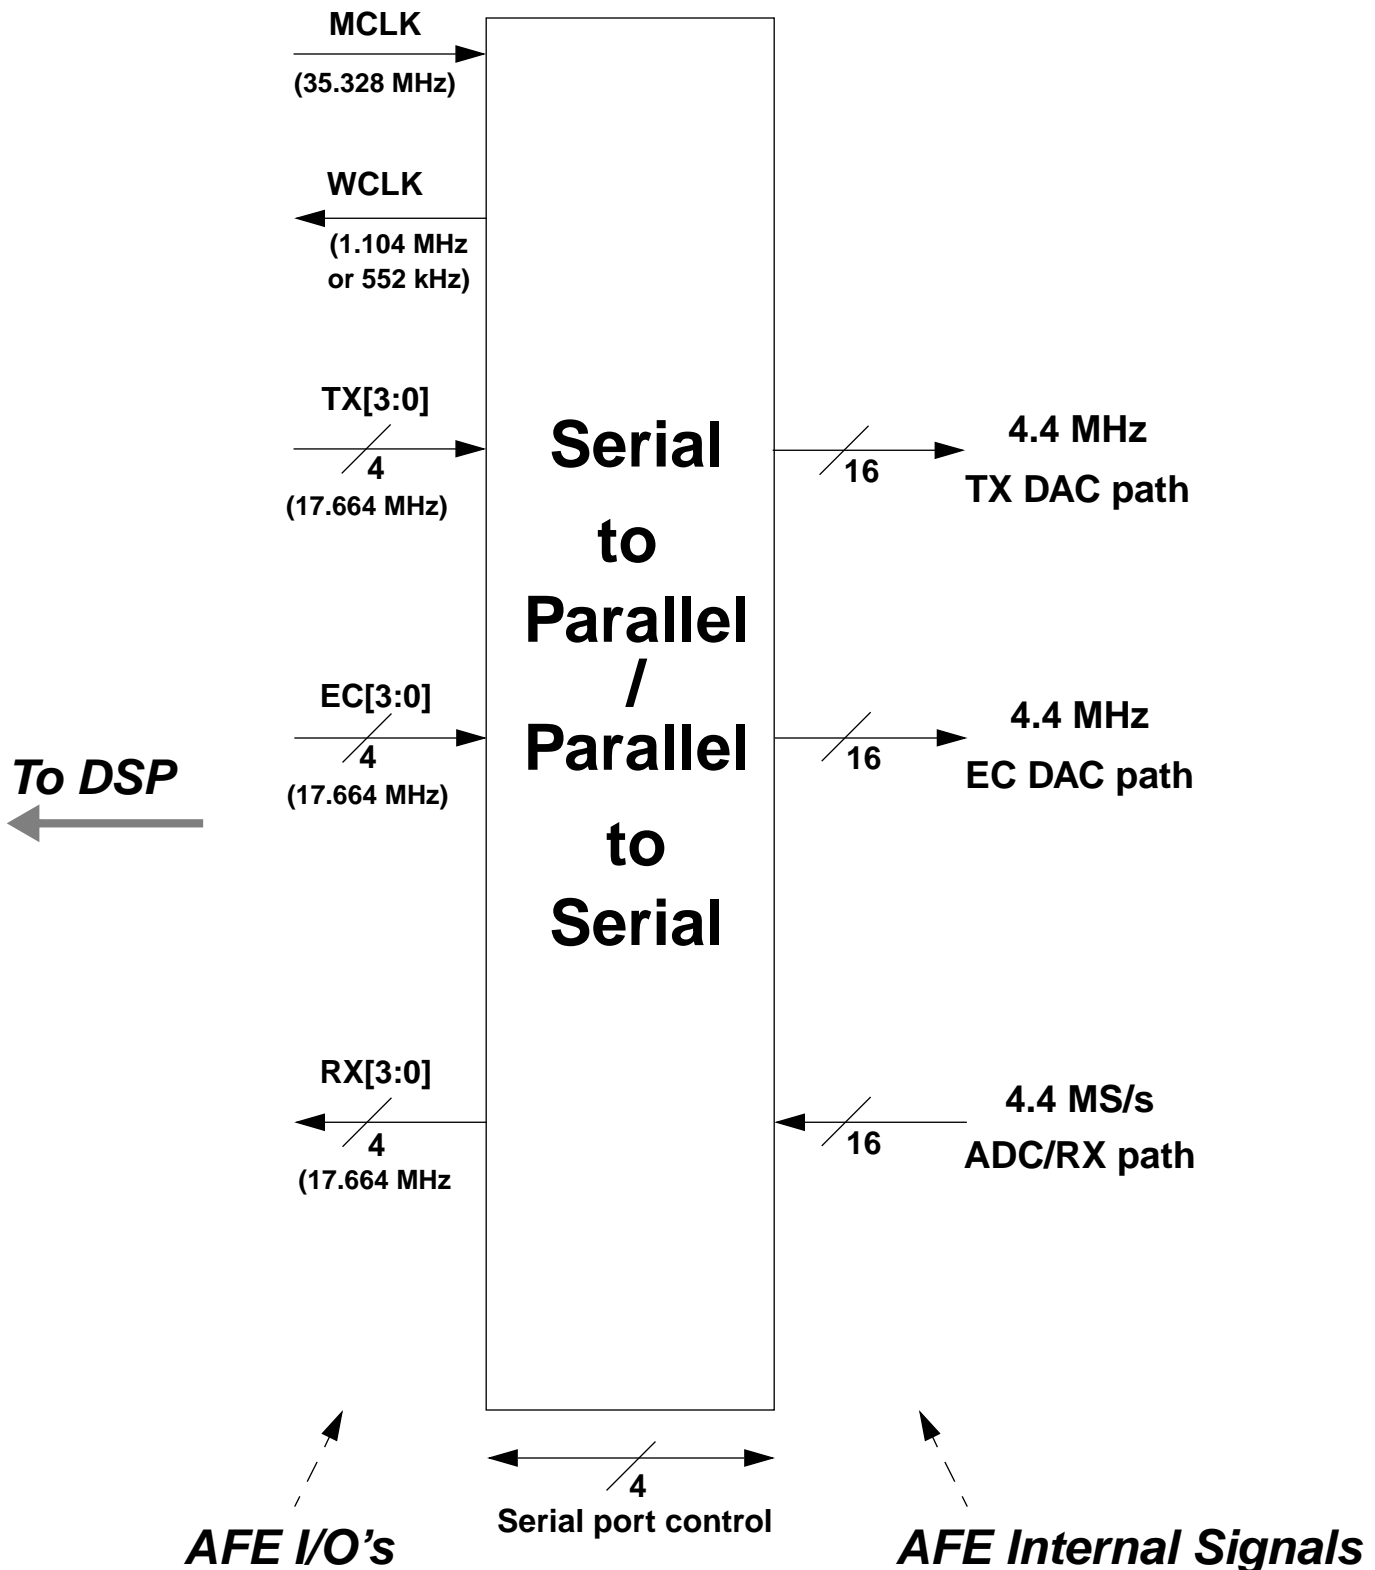 MCLK
(35.328 MHz)
WCLK
(1.104 MHz
or 552 kHz)
TX[3:0]
4
(17.664 MHz)
EC[3:0]
4
(17.664 MHz)
To DSP
RX[3:0]
4
(17.664 MHz
Serial
to
Parallel
/
Parallel
to
Serial
16
4.4 MHz
TX DAC path
16
4.4 MHz
EC DAC path
16
4.4 MS/s
ADC/RX path
4
Serial port control
AFE I/O's
AFE Internal Signals